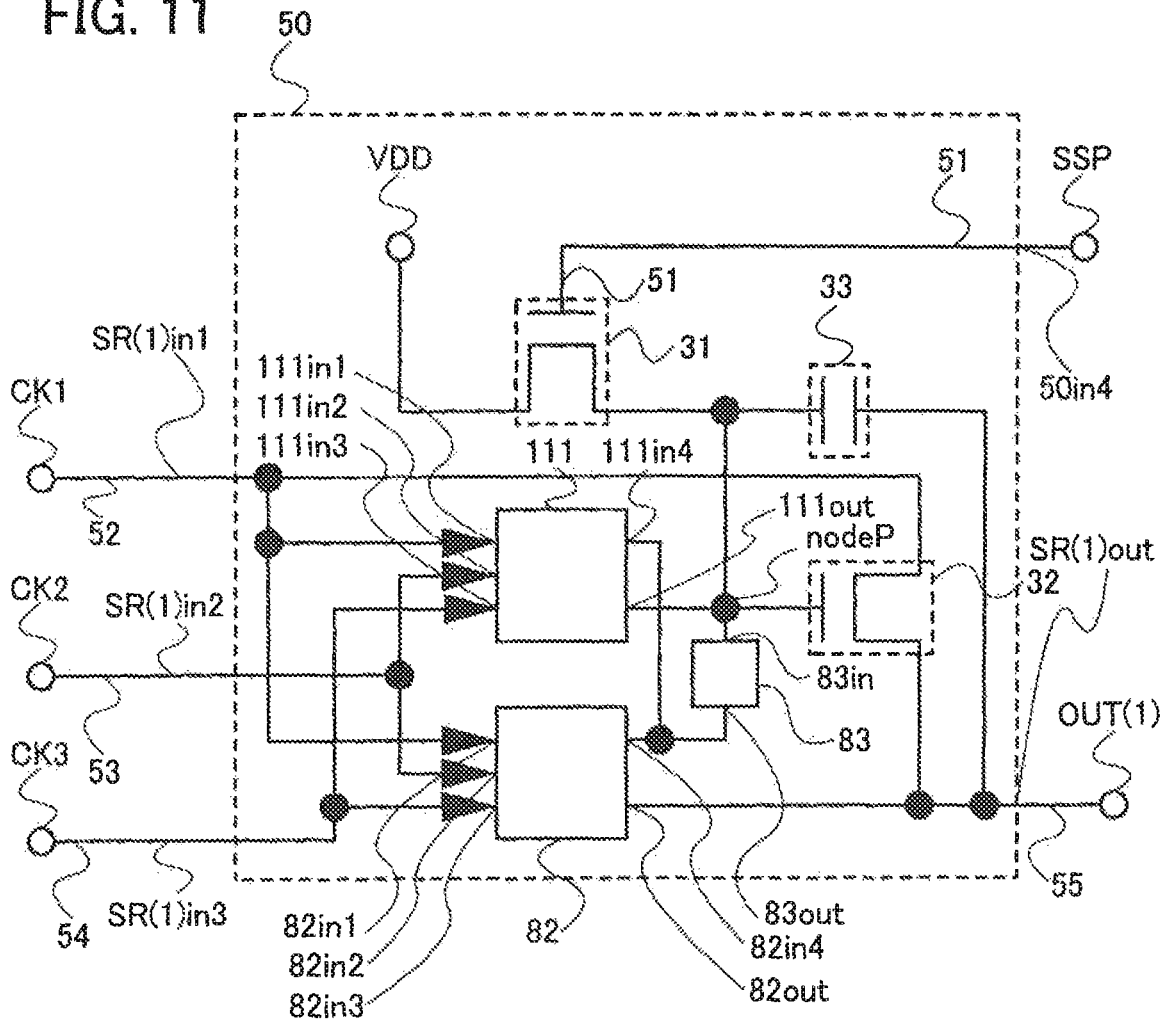 FIG. 11
50
VDD
51
SSP
51
33
SR(1)in1
31
111in1
CK1
50in4
111in2
111in3
111
111in4
111out
52
nodeP
SR(1)out
CK2
SR(1)in2
32
83in
OUT(1)
CK3
53
83
54
SR(1)in3
82in1
82
83out
55
82in2
82in4
82in3
82out